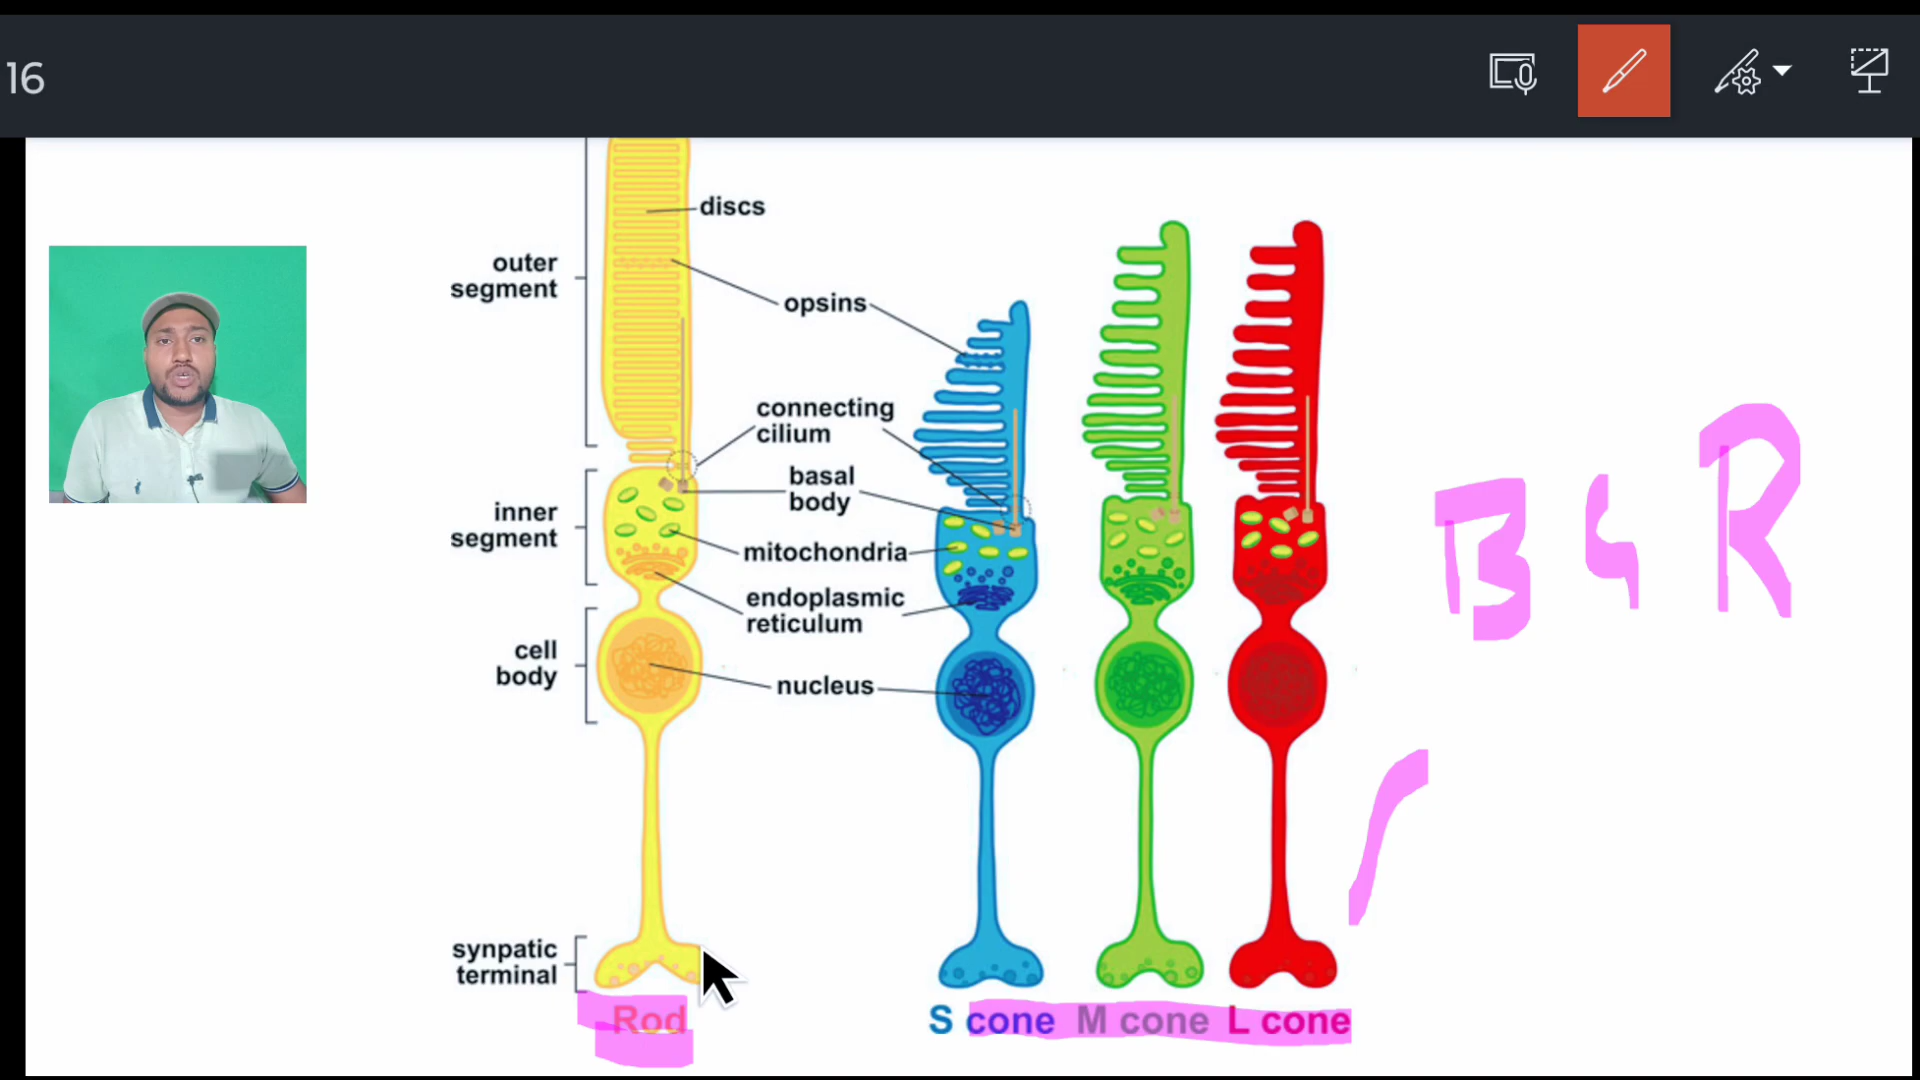 16
discs
outer
segment
opsins
connecting
cilium
basal
body
inner
segment
mitochondria
endoplasmic
reticulum
cell
body
nucleus
synpatic
terminal
Rod
S cone M cone L cone
B G R